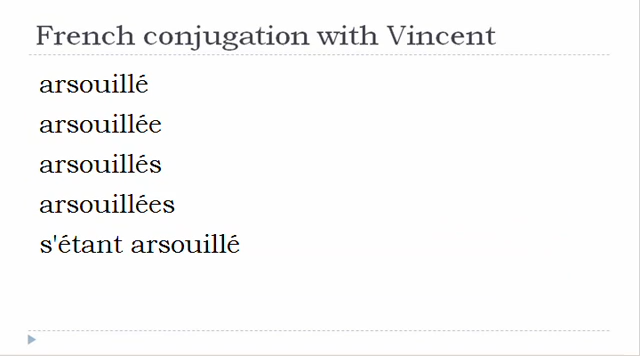 French conjugation with Vincent
arsouillé
arsouillée
arsouillés
arsouillées
s'étant arsouillé